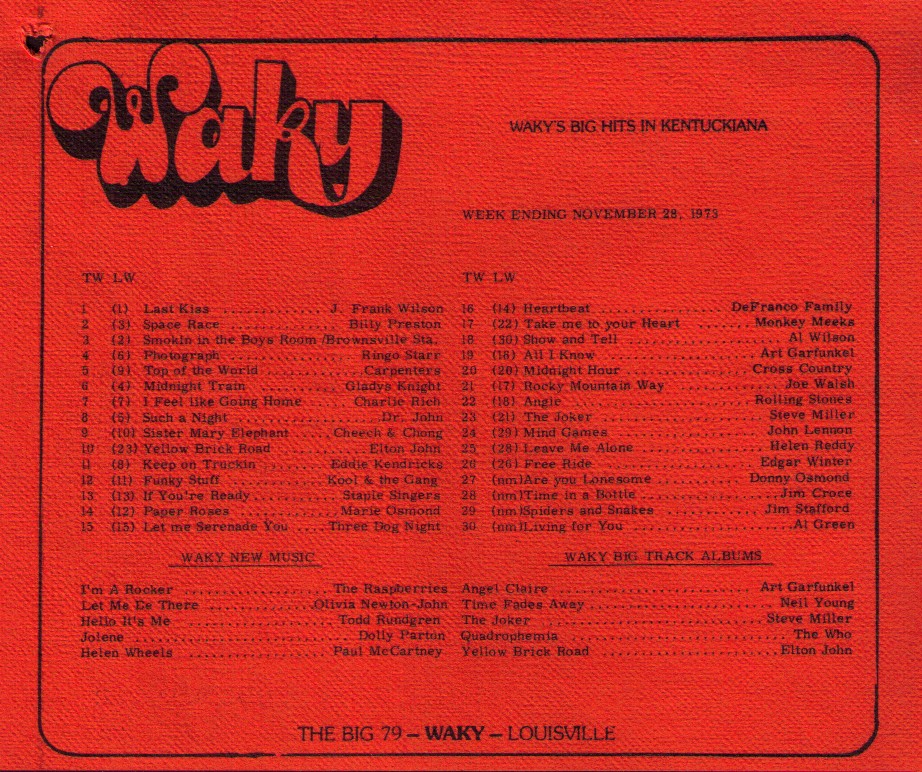 Waky
WAKY'S BIG HITS IN KENTUCKIANA
WEEK ENDING NOVEMBER 28, 1973
TW LW
1 (1) Last Kiss ............. J. Frank Wilson
2 (3) Space Race ............ Billy Preston
3 (2) Smokin in the Boys Room /Brownsville Sta.
4 (6) Photograph ............ Ringo Starr
5 (9) Top of the World ............ Carpenters
6 (4) Midnight Train .......... Gladys Knight
7 (7) I Feel like Going Home .... Charlie Rich
8 (5) Such a Night ............ Dr. John
9 (10) Sister Mary Elephant .... Cheech & Chong
10 (23) Yellow Brick Road ........ Elton John
11 (8) Keep on Truckin ........ Eddie Kendricks
12 (11) Funky Stuff .......... Kool & the Gang
13 (13) If You're Ready .......... Staple Singers
14 (12) Paper Roses ............ Marie Osmond
15 (15) Let me Serenade You .... Three Dog Night
TW LW
16 (14) Heartbeat ............ DeFranco Family
17 (22) Take me to your Heart ....... Monkey Meeks
18 (30) Show and Tell ............ Al Wilson
19 (18) All I Know ............ Art Garfunkel
20 (20) Midnight Hour ............ Cross Country
21 (17) Rocky Mountain Way ........ Joe Walsh
22 (18) Angie ............ Rolling Stones
23 (21) The Joker ............ Steve Miller
24 (29) Mind Games ............ John Lennon
25 (28) Leave Me Alone ............ Helen Reddy
26 (26) Free Ride ............ Edgar Winter
27 (nm)Are you Lonesome ........ Donny Osmond
28 (nm)Time in a Bottle ............ Jim Croce
29 (nm)Spiders and Snakes ........ Jim Stafford
30 (nm)Living for You ............ Al Green
WAKY NEW MUSIC
I'm A Rocker ............ The Raspberries
Let Me Be There ............ Olivia Newton-John
Hello It's Me ............ Todd Rundgren
Jolene ............ Dolly Parton
Helen Wheels ............ Paul McCartney
WAKY BIG TRACK ALBUMS
Angel Claire ............ Art Garfunkel
Time Fades Away ............ Neil Young
The Joker ............ Steve Miller
Quadrophemia ............ The Who
Yellow Brick Road ............ Elton John
THE BIG 79 – WAKY – LOUISVILLE